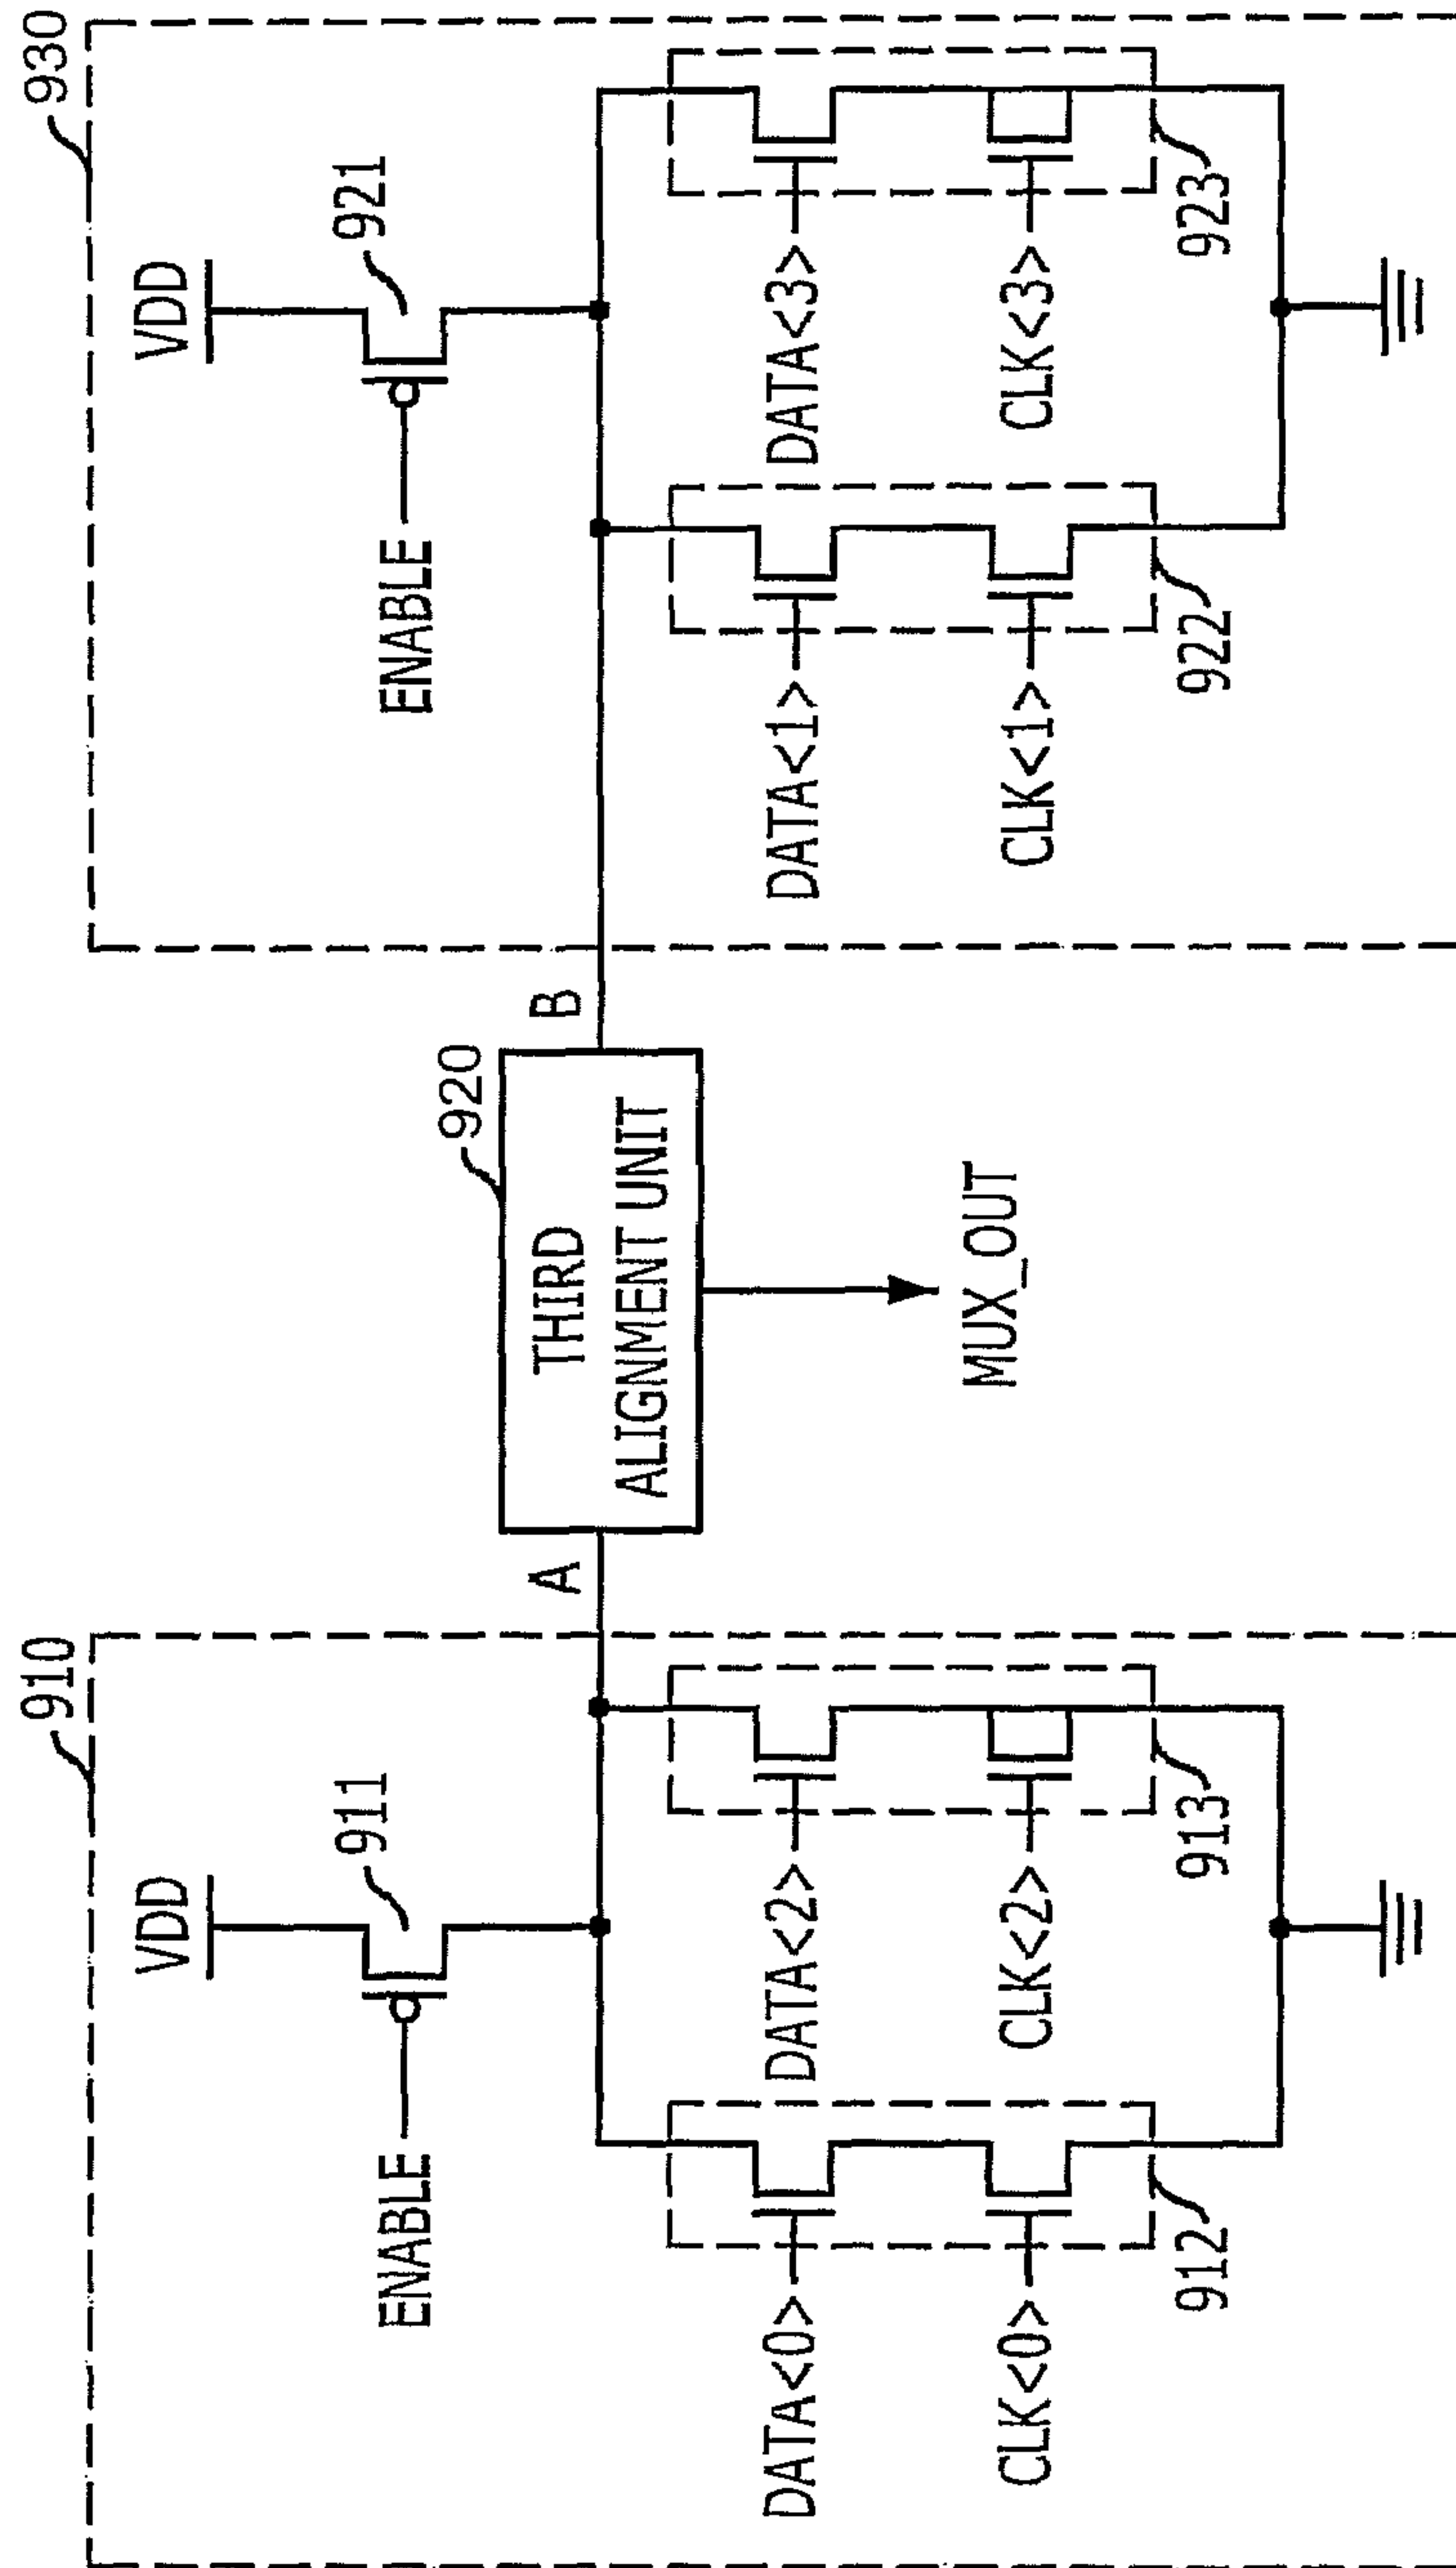 910
930
VDD
911
ENABLE
DATA<0>
CLK<0>
912
DATA<2>
CLK<2>
913
A
920
THIRD
ALIGNMENT UNIT
B
MUX_OUT
VDD
921
ENABLE
DATA<1>
CLK<1>
922
DATA<3>
CLK<3>
923